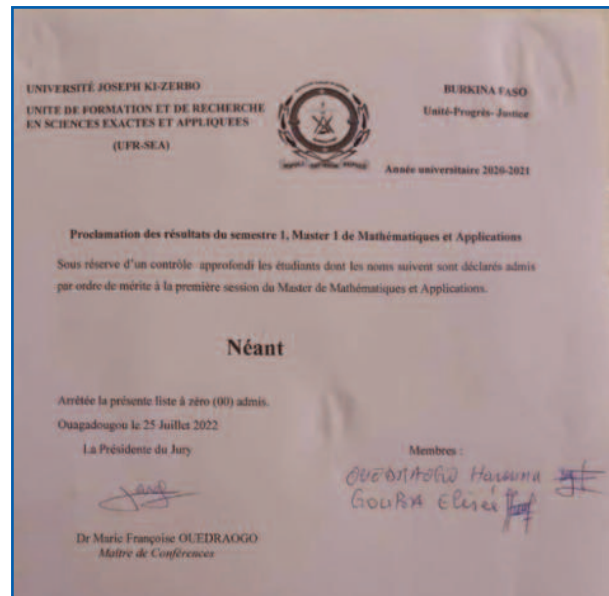 UNIVERSITÉ JOSEPH KI-ZERBO
UNITE DE FORMATION ET DE RECHERCHE
EN SCIENCES EXACTES ET APPLIQUEES
(UFR-SEA)
BURKINA FASO
Unité-Progrès- Justice
Année universitaire 2020-2021
Proclamation des résultats du semestre 1, Master 1 de Mathématiques et Applications
Sous réserve d'un contrôle approfondi les étudiants dont les noms suivent sont déclarés admis
par ordre de mérite à la première session du Master de Mathématiques et Applications.
Néant
Arrêtée la présente liste à zéro (00) admis.
Ouagadougou le 25 Juillet 2022
La Présidente du Jury
Dr Marie Françoise OUEDRAOGO
Maître de Conférences
Membres :
OUEDRAOGO Harouna
GOUBA Elisée